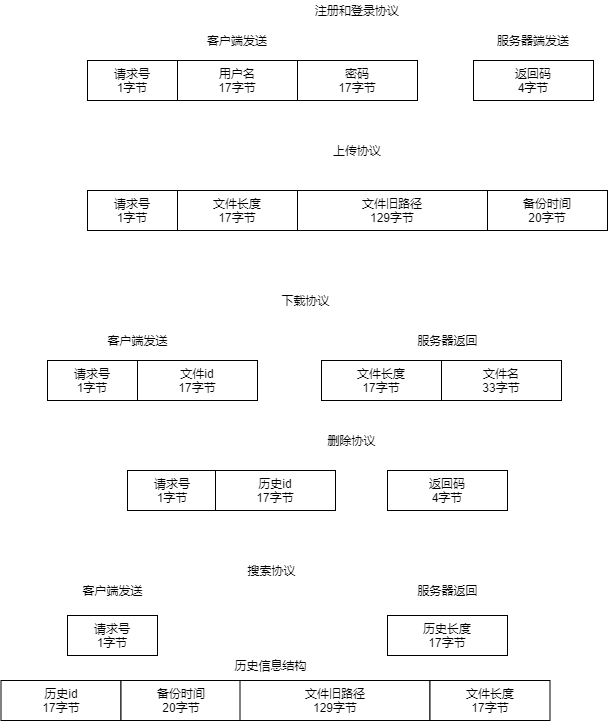 注册和登录协议
客户端发送
服务器端发送
请求号
1字节
用户名
17字节
密码
17字节
返回码
4字节
上传协议
请求号
1字节
文件长度
17字节
文件旧路径
129字节
备份时间
20字节
下载协议
客户端发送
服务器返回
请求号
1字节
文件id
17字节
文件长度
17字节
文件名
33字节
删除协议
请求号
1字节
历史id
17字节
返回码
4字节
搜索协议
客户端发送
服务器返回
请求号
1字节
历史长度
17字节
历史信息结构
历史id
17字节
备份时间
20字节
文件旧路径
129字节
文件长度
17字节